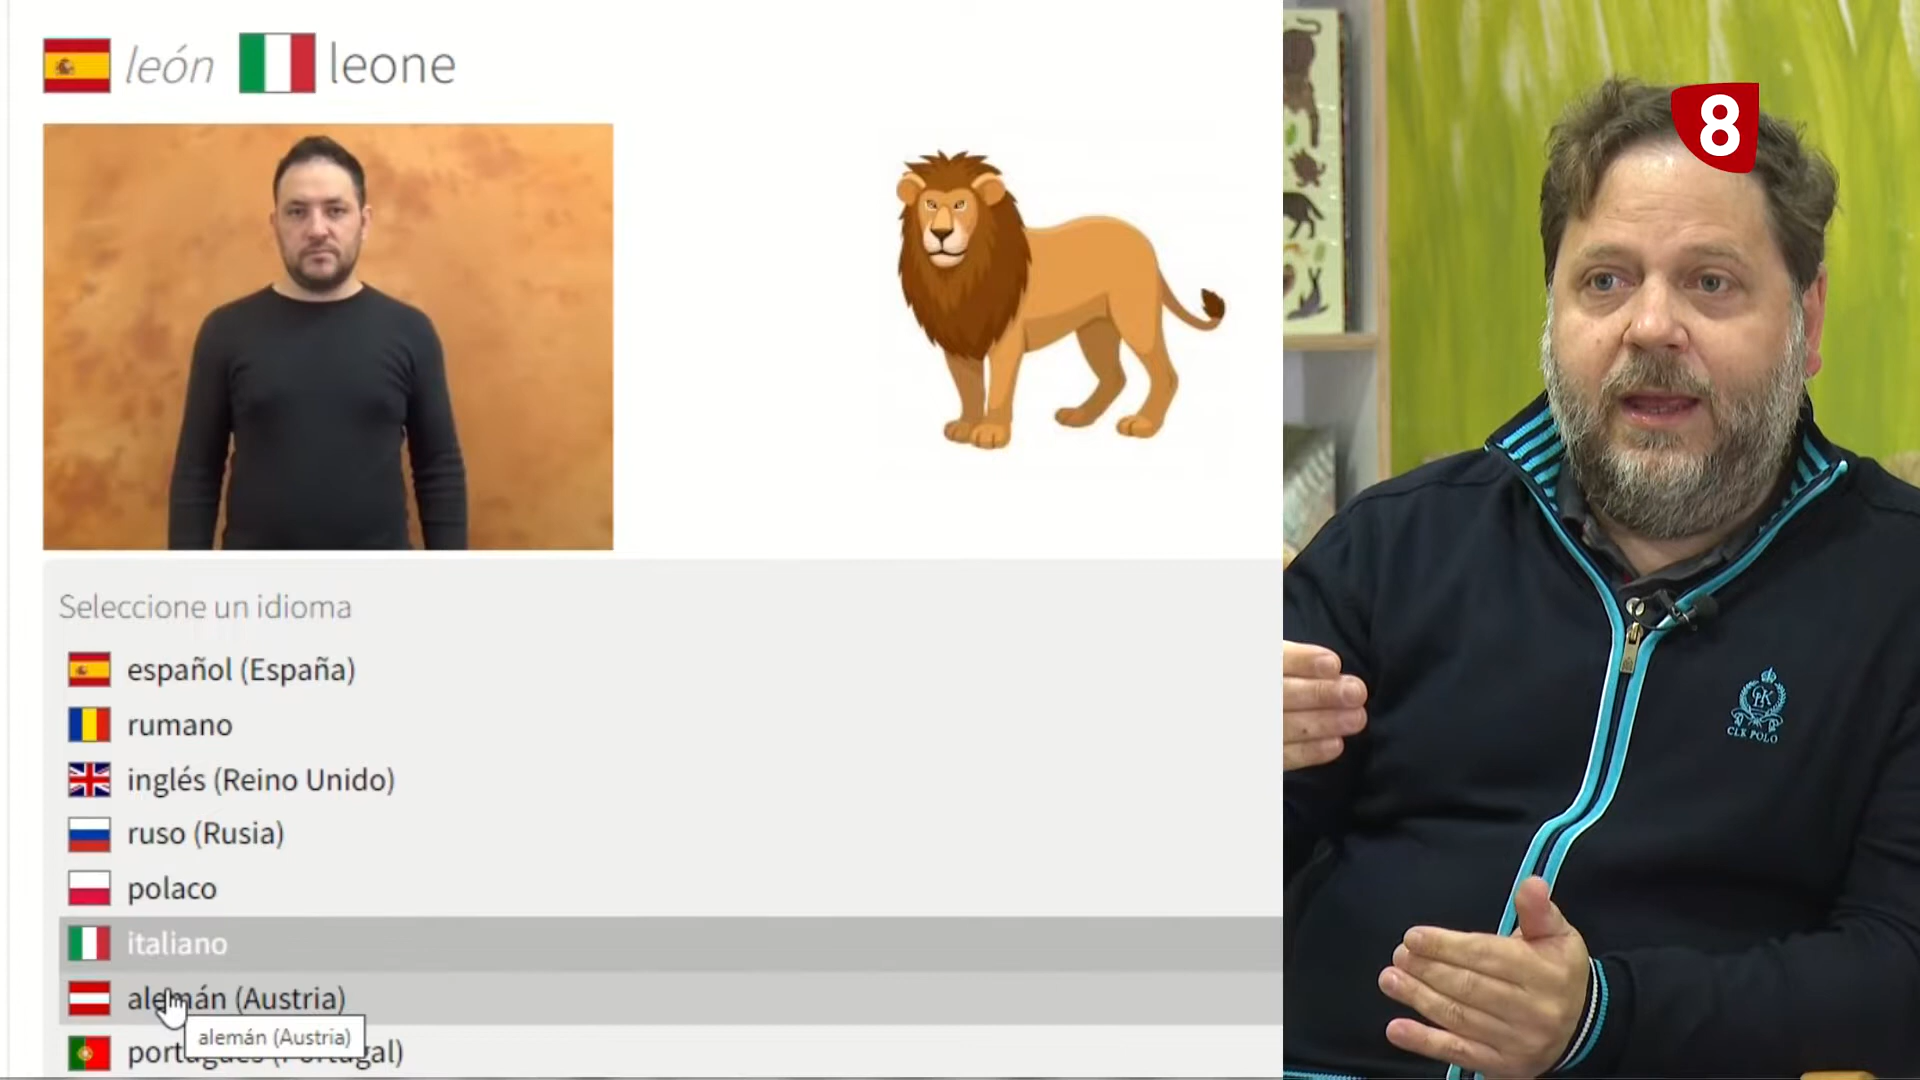 león leone
8
Seleccione un idioma
español (España)
rumano
inglés (Reino Unido)
ruso (Rusia)
polaco
italiano
alemán (Austria)
alemán (Austria)
CLK POLO